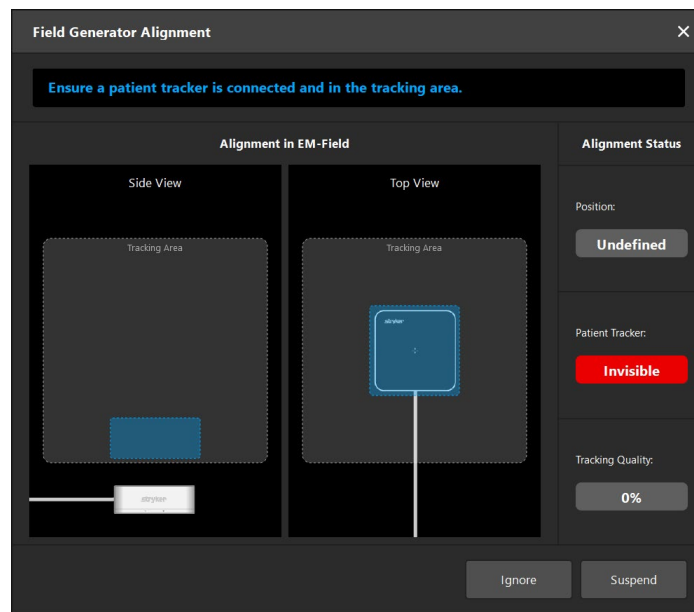 Field Generator Alignment
Ensure a patient tracker is connected and in the tracking area.
Alignment in EM-Field
Alignment Status
Side View
Top View
Tracking Area
Tracking Area
stryker
stryker
Position:
Undefined
Patient Tracker:
Invisible
Tracking Quality:
0%
Ignore
Suspend